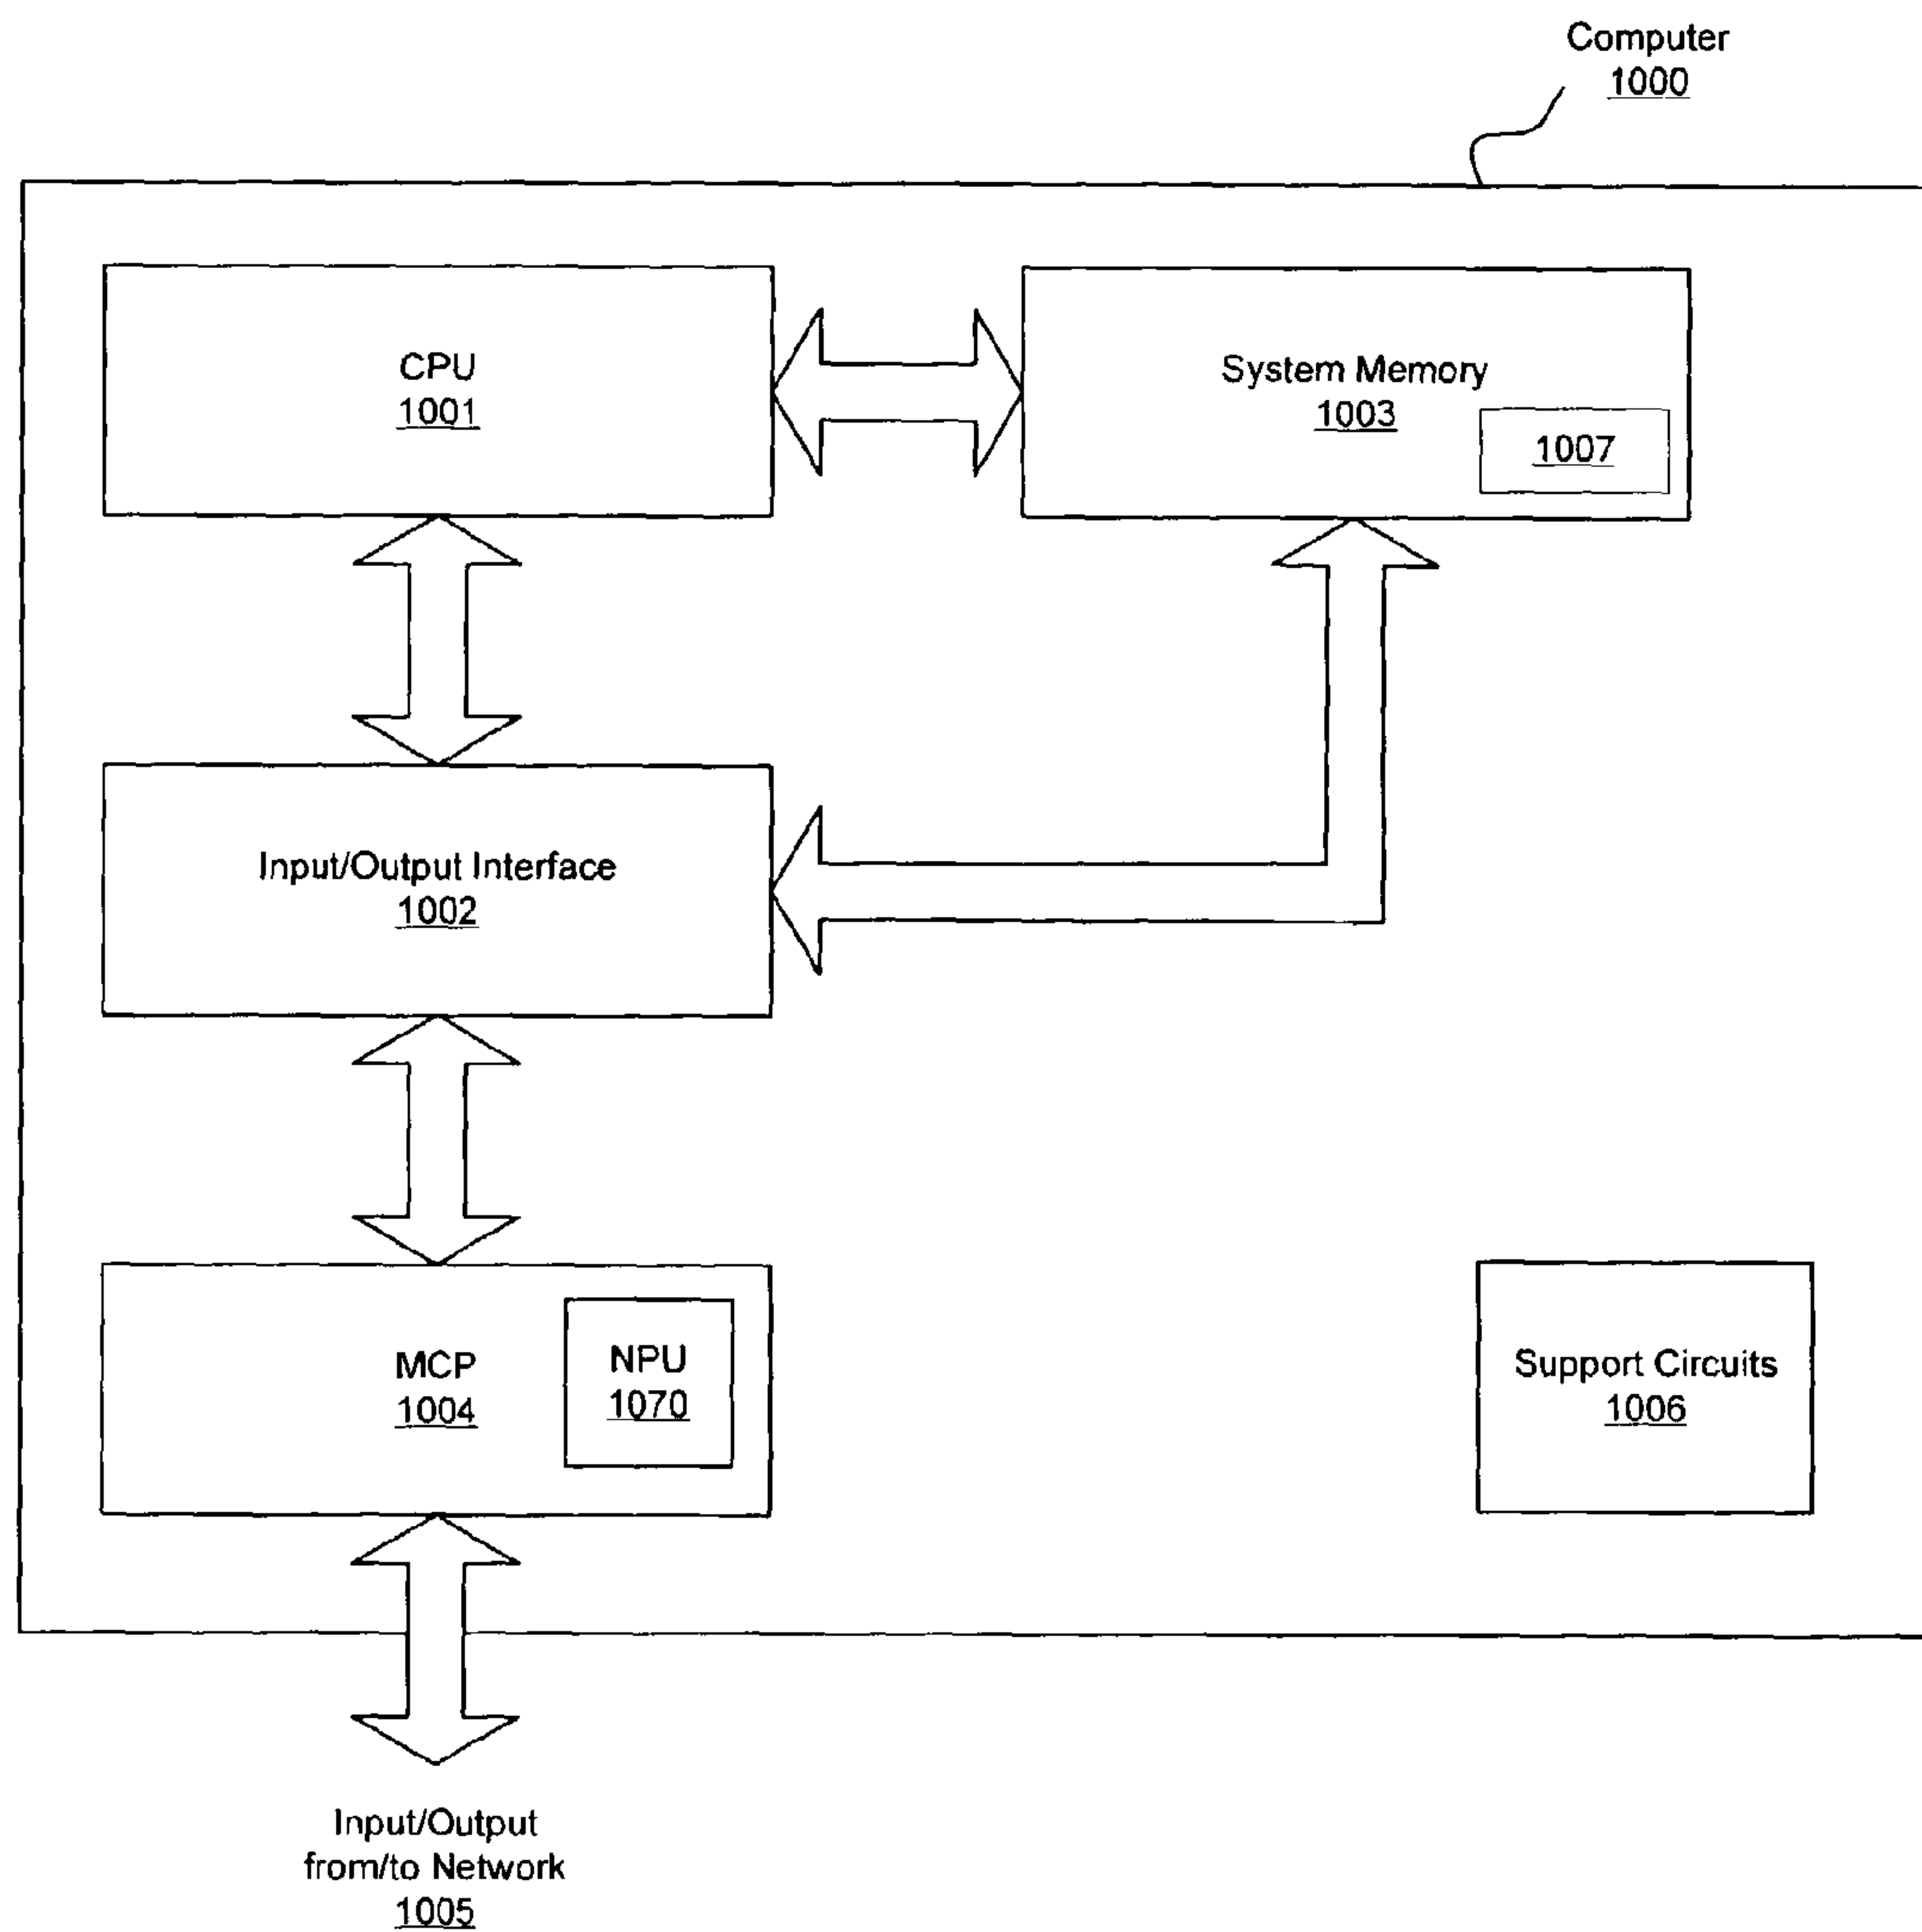 Computer
1000
CPU
1001
System Memory
1003
1007
Input/Output Interface
1002
MCP
1004
NPU
1070
Support Circuits
1006
Input/Output
from/to Network
1005